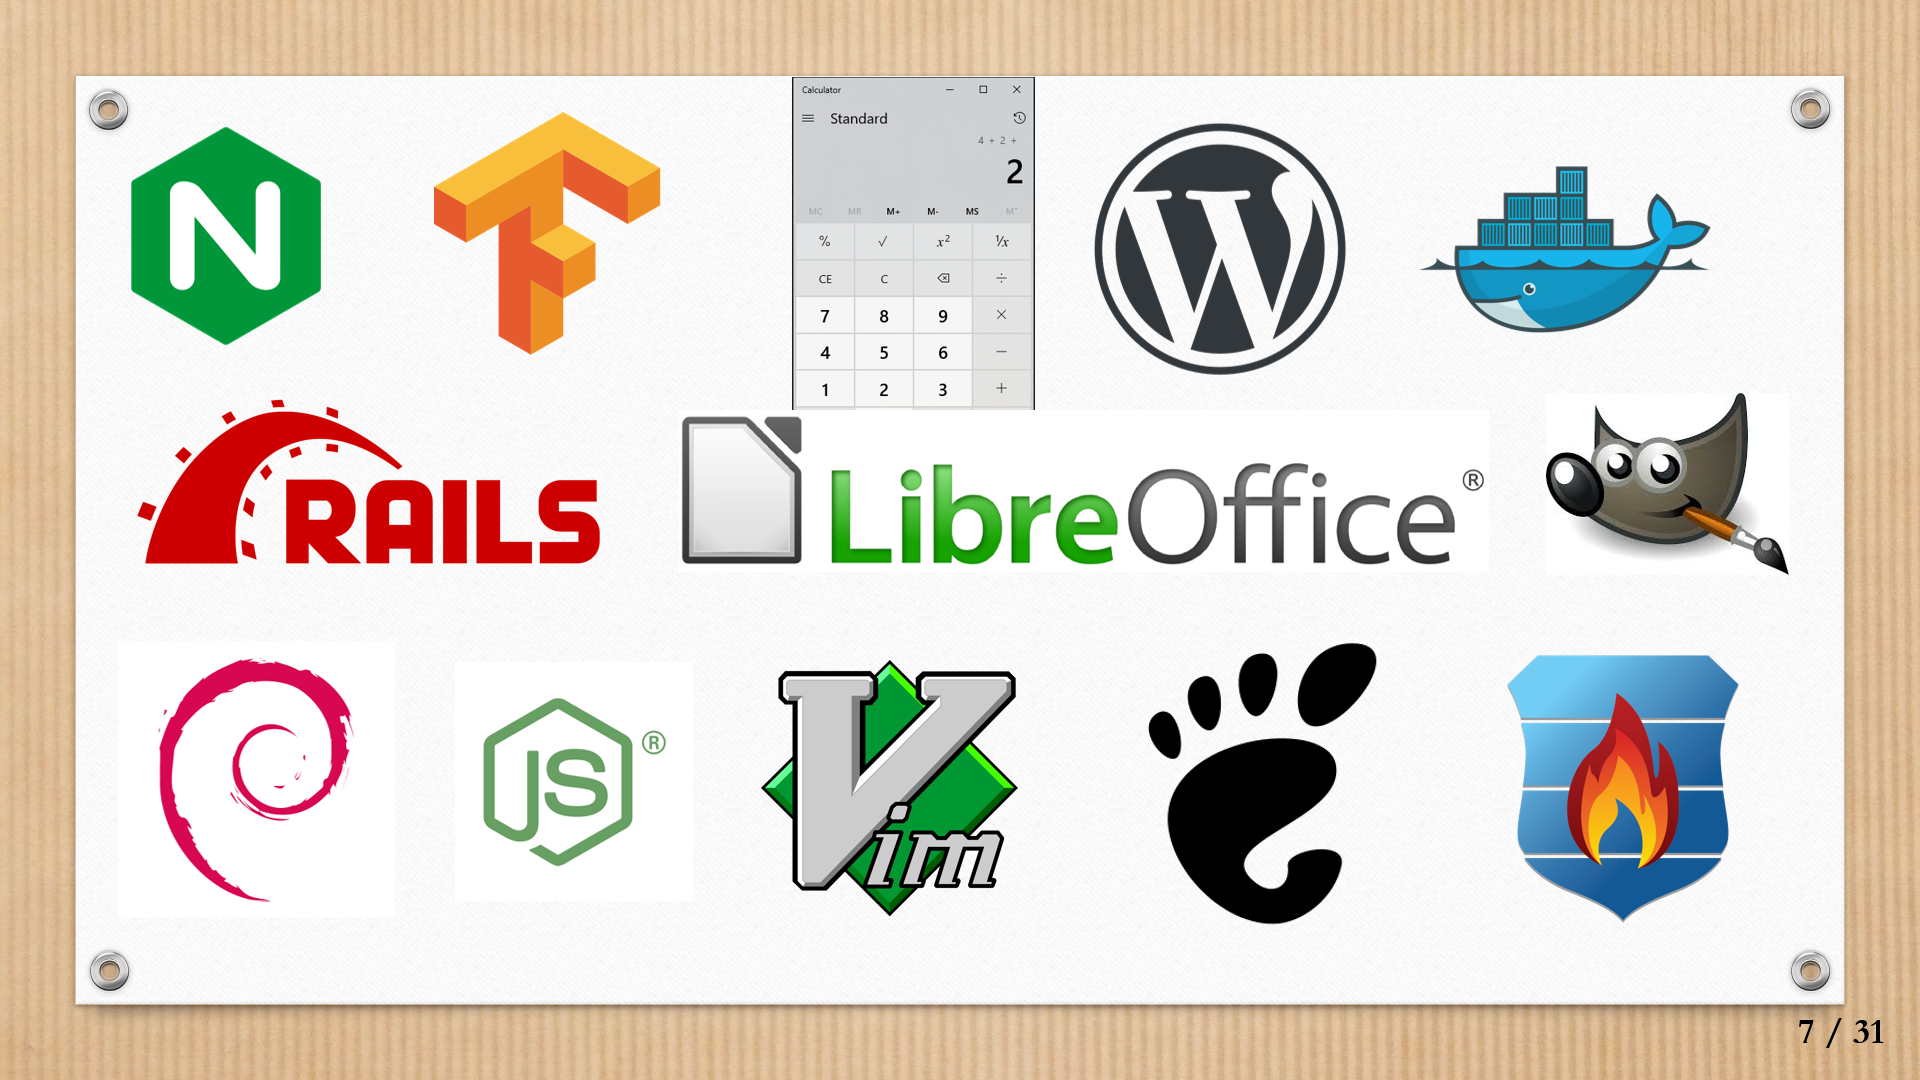 N
Calculator
Standard
4 + 2 +
2
MC MR M+ M- MS M˅
% √ x² ¹/x
CE C ⌫ ÷
7 8 9 ×
4 5 6 −
1 2 3 +
W
RAILS
LibreOffice®
JS®
Vim
7 / 31